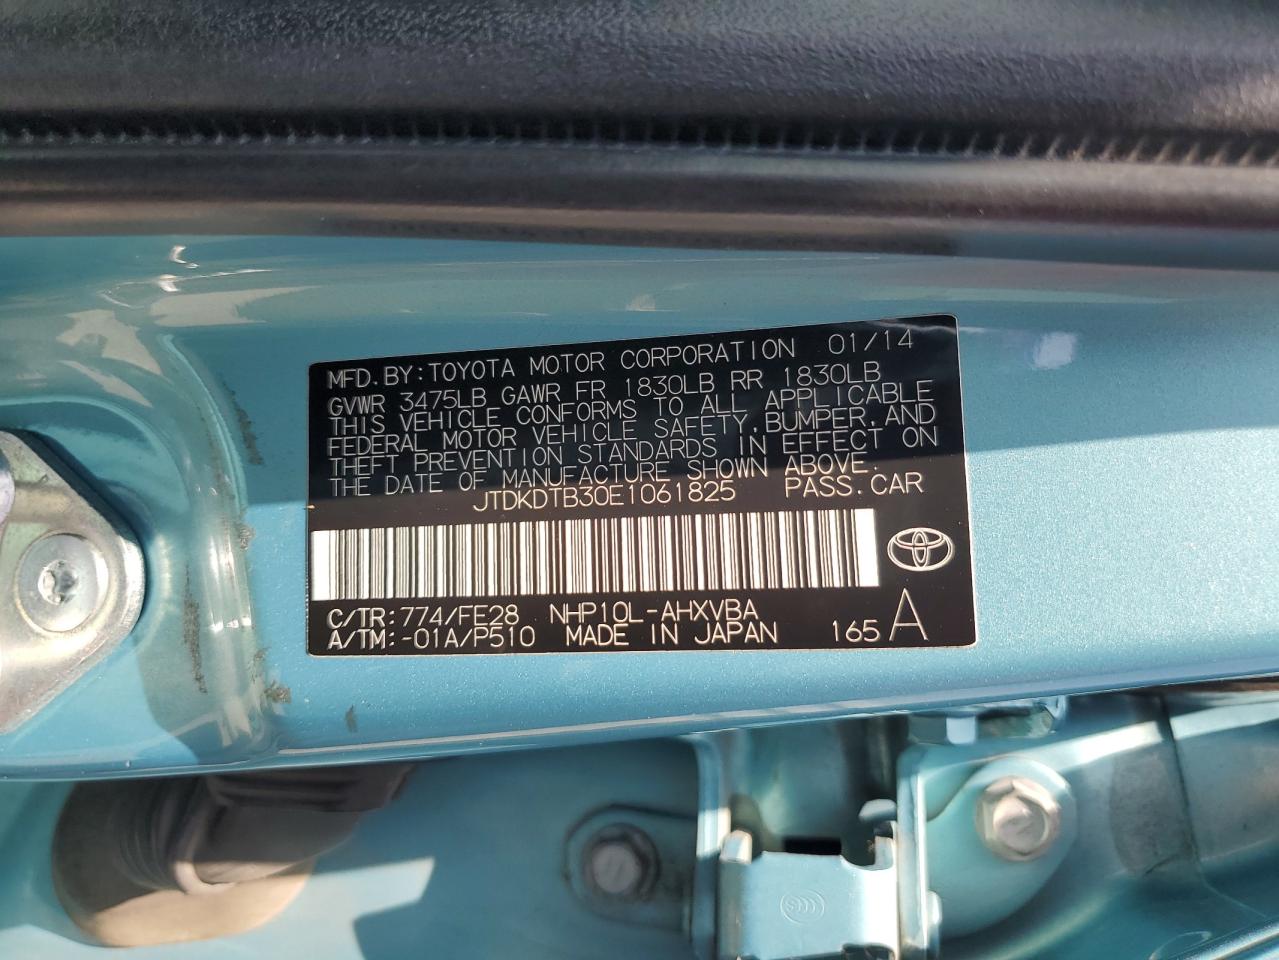 MFD.BY:TOYOTA MOTOR CORPORATION 01/14
GVWR 3475LB GAWR FR 1830LB RR 1830LB
THIS VEHICLE CONFORMS TO ALL APPLICABLE
FEDERAL MOTOR VEHICLE SAFETY,BUMPER,AND
THEFT PREVENTION STANDARDS IN EFFECT ON
THE DATE OF MANUFACTURE SHOWN ABOVE.
JTDKDTB30E1061825 PASS.CAR
C/TR:774/FE28 NHP10L-AHXVBA
A/TM:-01A/P510 MADE IN JAPAN 165 A